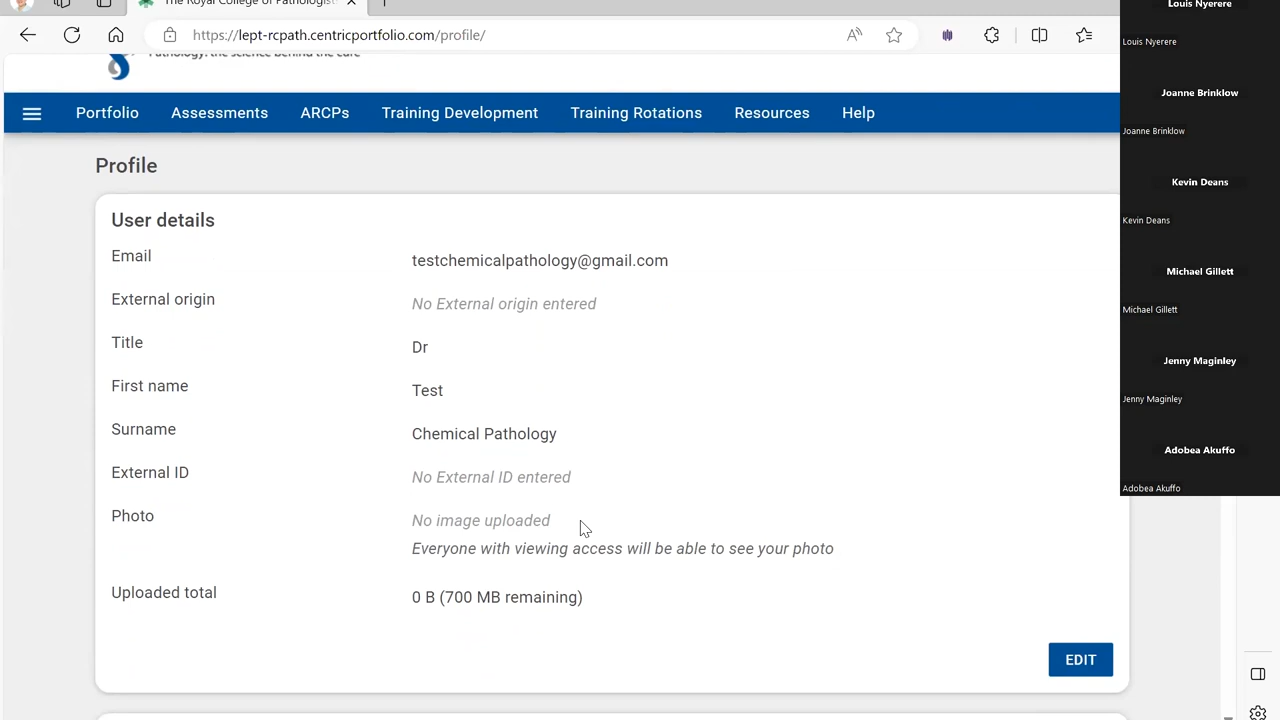 The Royal College of Pathologist
https://lept-rcpath.centricportfolio.com/profile/
Pathology: the science behind the cure
Portfolio Assessments ARCPs Training Development Training Rotations Resources Help
Profile
User details
Email testchemicalpathology@gmail.com
External origin No External origin entered
Title Dr
First name Test
Surname Chemical Pathology
External ID No External ID entered
Photo No image uploaded
Everyone with viewing access will be able to see your photo
Uploaded total 0 B (700 MB remaining)
EDIT
Louis Nyerere
Louis Nyerere
Joanne Brinklow
Joanne Brinklow
Kevin Deans
Kevin Deans
Michael Gillett
Michael Gillett
Jenny Maginley
Jenny Maginley
Adobea Akuffo
Adobea Akuffo